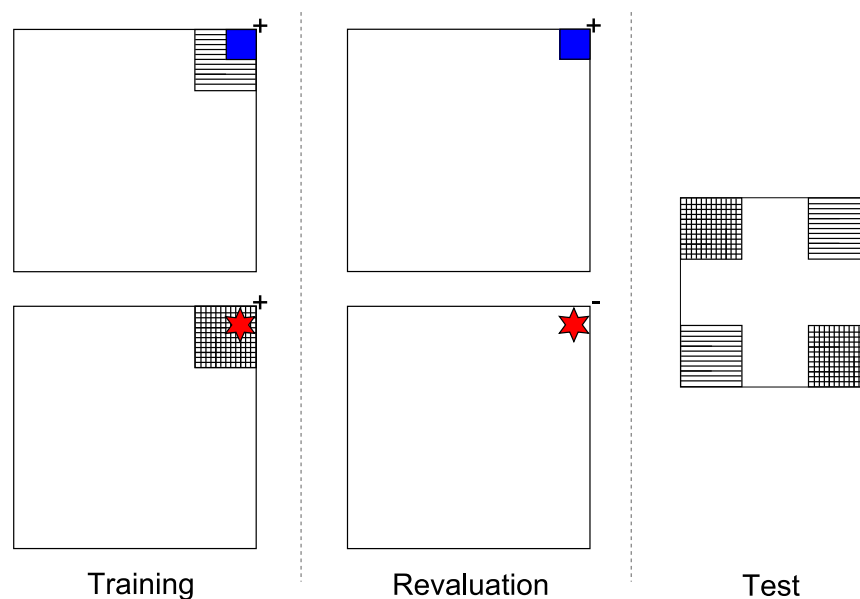 + +
+ -
Training Revaluation Test